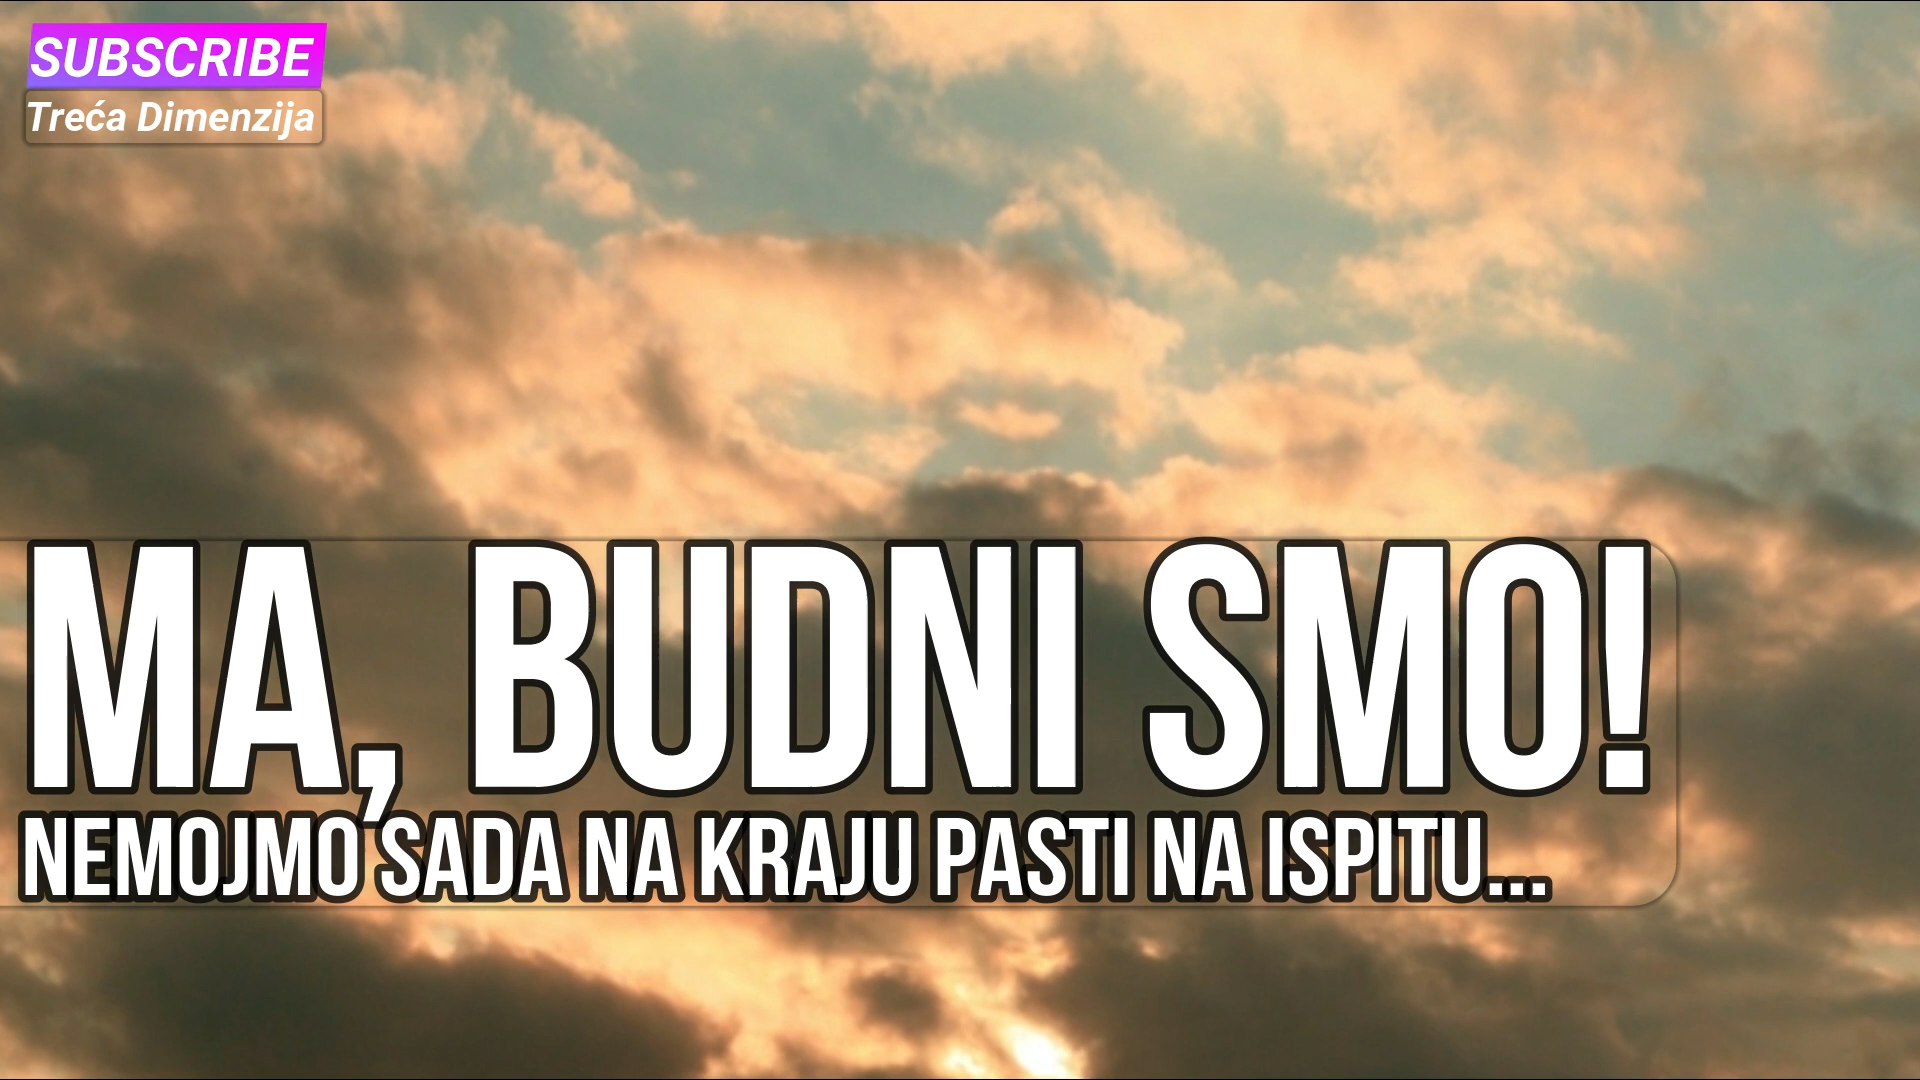 SUBSCRIBE
Treća Dimenzija
MA, BUDNI SMO!
NEMOJMO SADA NA KRAJU PASTI NA ISPITU...